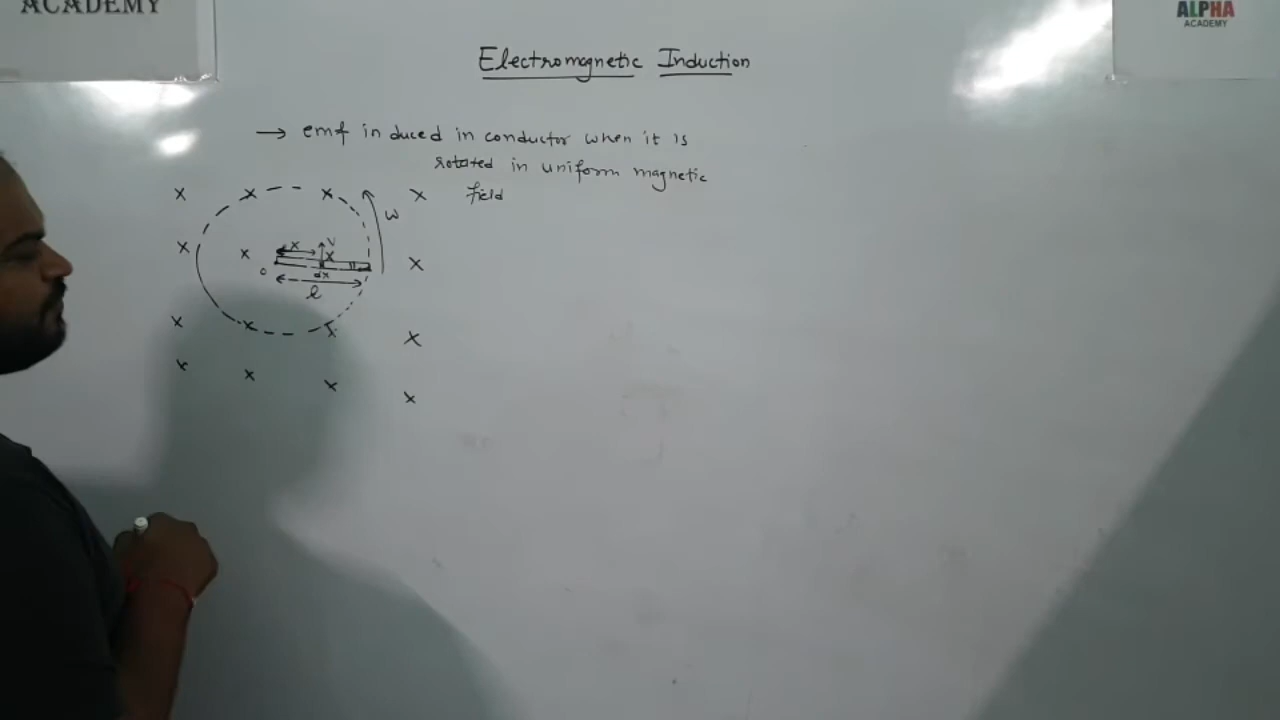 ACADEMY
ALPHA
ACADEMY
Electromagnetic Induction
→ emf induced in conductor when it is
rotated in uniform magnetic
field
x x x x
ω
x x x v x x
o
dx
l
x x x x
x x x x